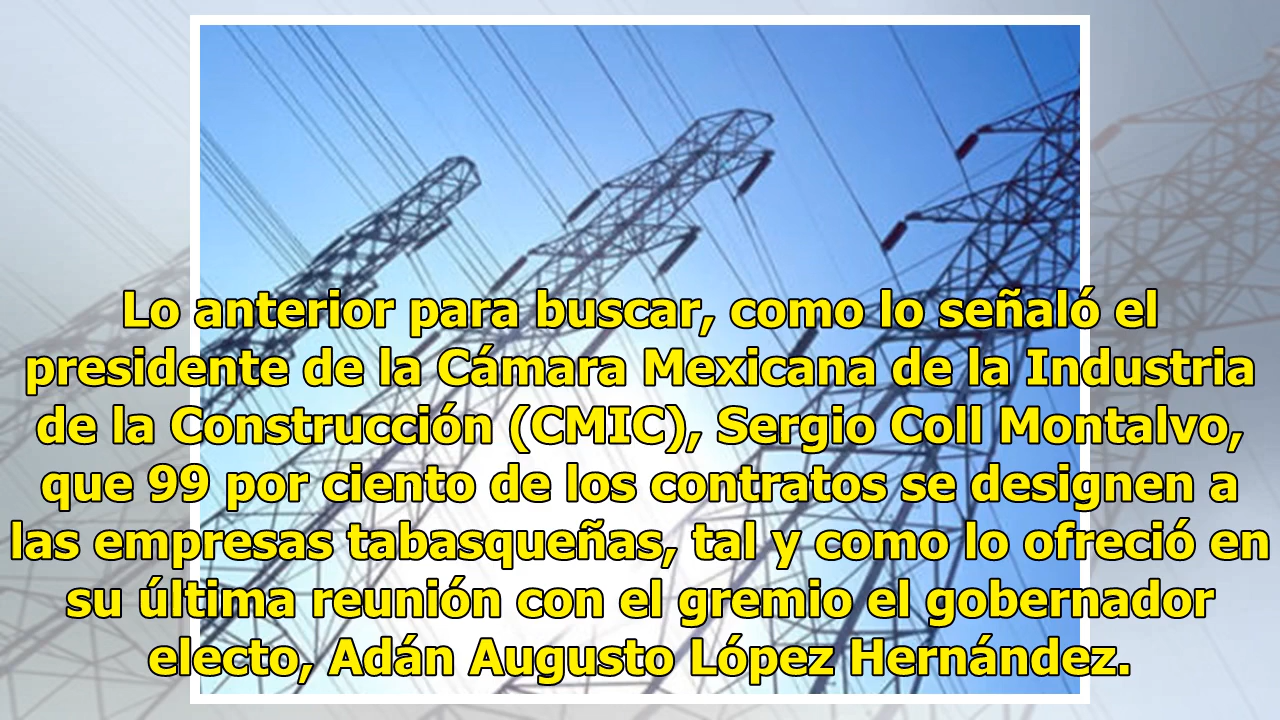 Lo anterior para buscar, como lo señaló el
presidente de la Cámara Mexicana de la Industria
de la Construcción (CMIC), Sergio Coll Montalvo,
que 99 por ciento de los contratos se designen a
las empresas tabasqueñas, tal y como lo ofreció en
su última reunión con el gremio el gobernador
electo, Adán Augusto López Hernández.